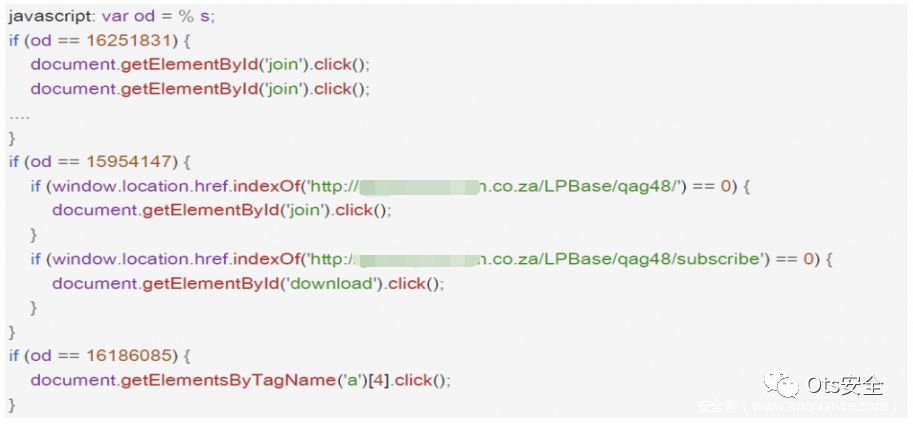 javascript: var od = % s;
if (od == 16251831) {
document.getElementById('join').click();
document.getElementById('join').click();
....
}
if (od == 15954147) {
if (window.location.href.indexOf('http:/ n.co.za/LPBase/qag48/') == 0) {
document.getElementById('join').click();
}
if (window.location.href.indexOf('http:/ n.co.za/LPBase/qag48/subscribe') == 0) {
document.getElementById('download').click();
}
}
if (od == 16186085) {
document.getElementsByTagName('a')[4].click();
}
Ots安全
安全客（www.anquanke.com）